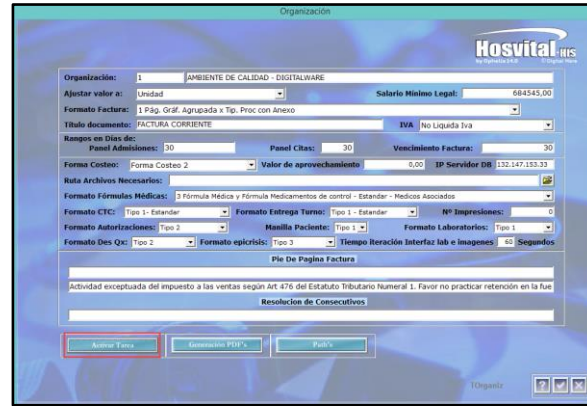 Organización
Hosvital-HIS
Organización: 1 AMBIENTE DE CALIDAD - DIGITALWARE
Ajustar valor a: Unidad Salario Mínimo Legal: 684545,00
Formato Factura: 1 Pág. Gráf. Agrupada x Tip. Proc con Anexo
Título documento: FACTURA CORRIENTE IVA No Liquida Iva
Rangos en Días de:
Panel Admisiones: 30 Panel Citas: 30 Vencimiento Factura: 30
Forma Costeo: Forma Costeo 2 Valor de aprovechamiento 0,00 IP Servidor DB 132.147.153.33
Ruta Archivos Necesarios:
Formato Fórmulas Médicas: 3 Fórmula Médica y Fórmula Medicamentos de control - Estandar - Medicos Asociados
Formato CTC: Tipo 1- Estander Formato Entrega Turno: Tipo 1 - Estander Nº Impresiones: 0
Formato Autorizaciones: Tipo 2 Manilla Paciente: Tipo 1 Formato Laboratorios: Tipo 1
Formato Des Qx: Tipo 2 Formato epicrisis: Tipo 3 Tiempo iteración Interfaz lab e imagenes 60 Segundos
Pie De Pagina Factura
Actividad exceptuada del impuesto a las ventas según Art 476 del Estatuto Tributario Numeral 1. Favor no practicar retención en la fue
Resolucion de Consecutivos
Activar Tarea Generación PDF's Path's
TOrganiz